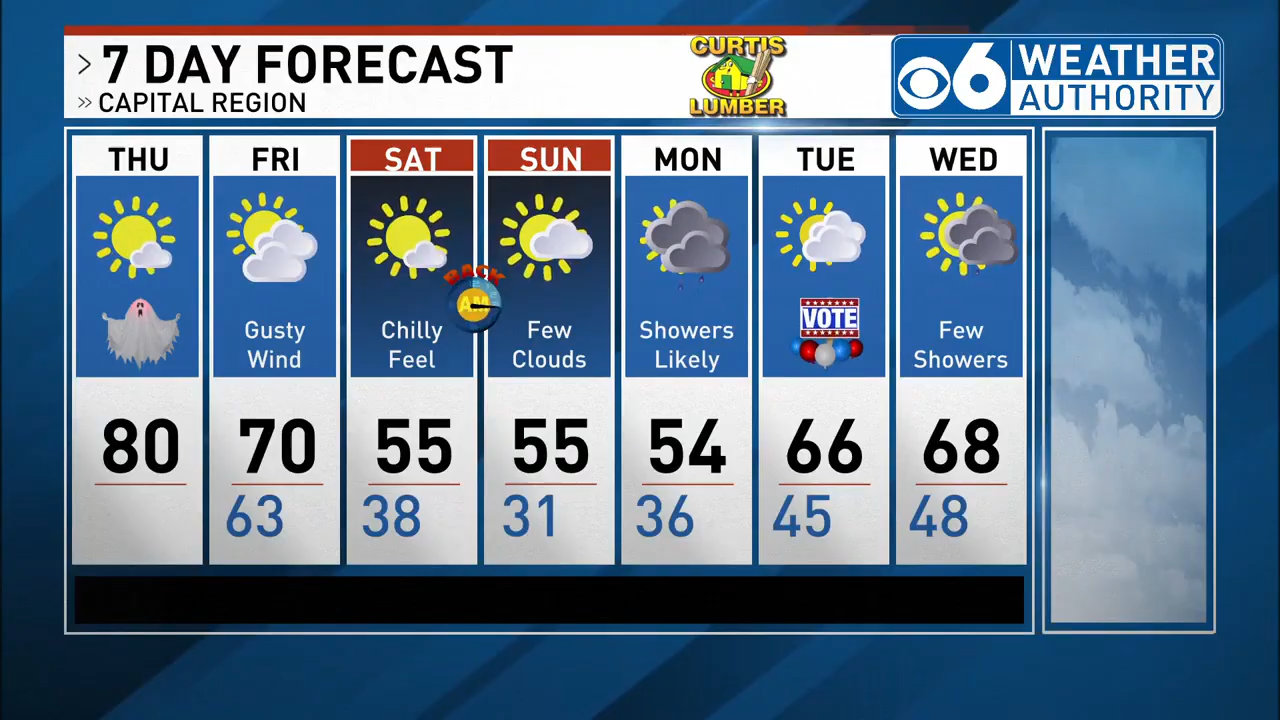 > 7 DAY FORECAST
>> CAPITAL REGION
CURTIS
LUMBER
6
WEATHER
AUTHORITY
THU FRI SAT SUN MON TUE WED
BACK
AM
VOTE
Gusty
Wind
Chilly
Feel
Few
Clouds
Showers
Likely
Few
Showers
80 70 55 55 54 66 68
63 38 31 36 45 48